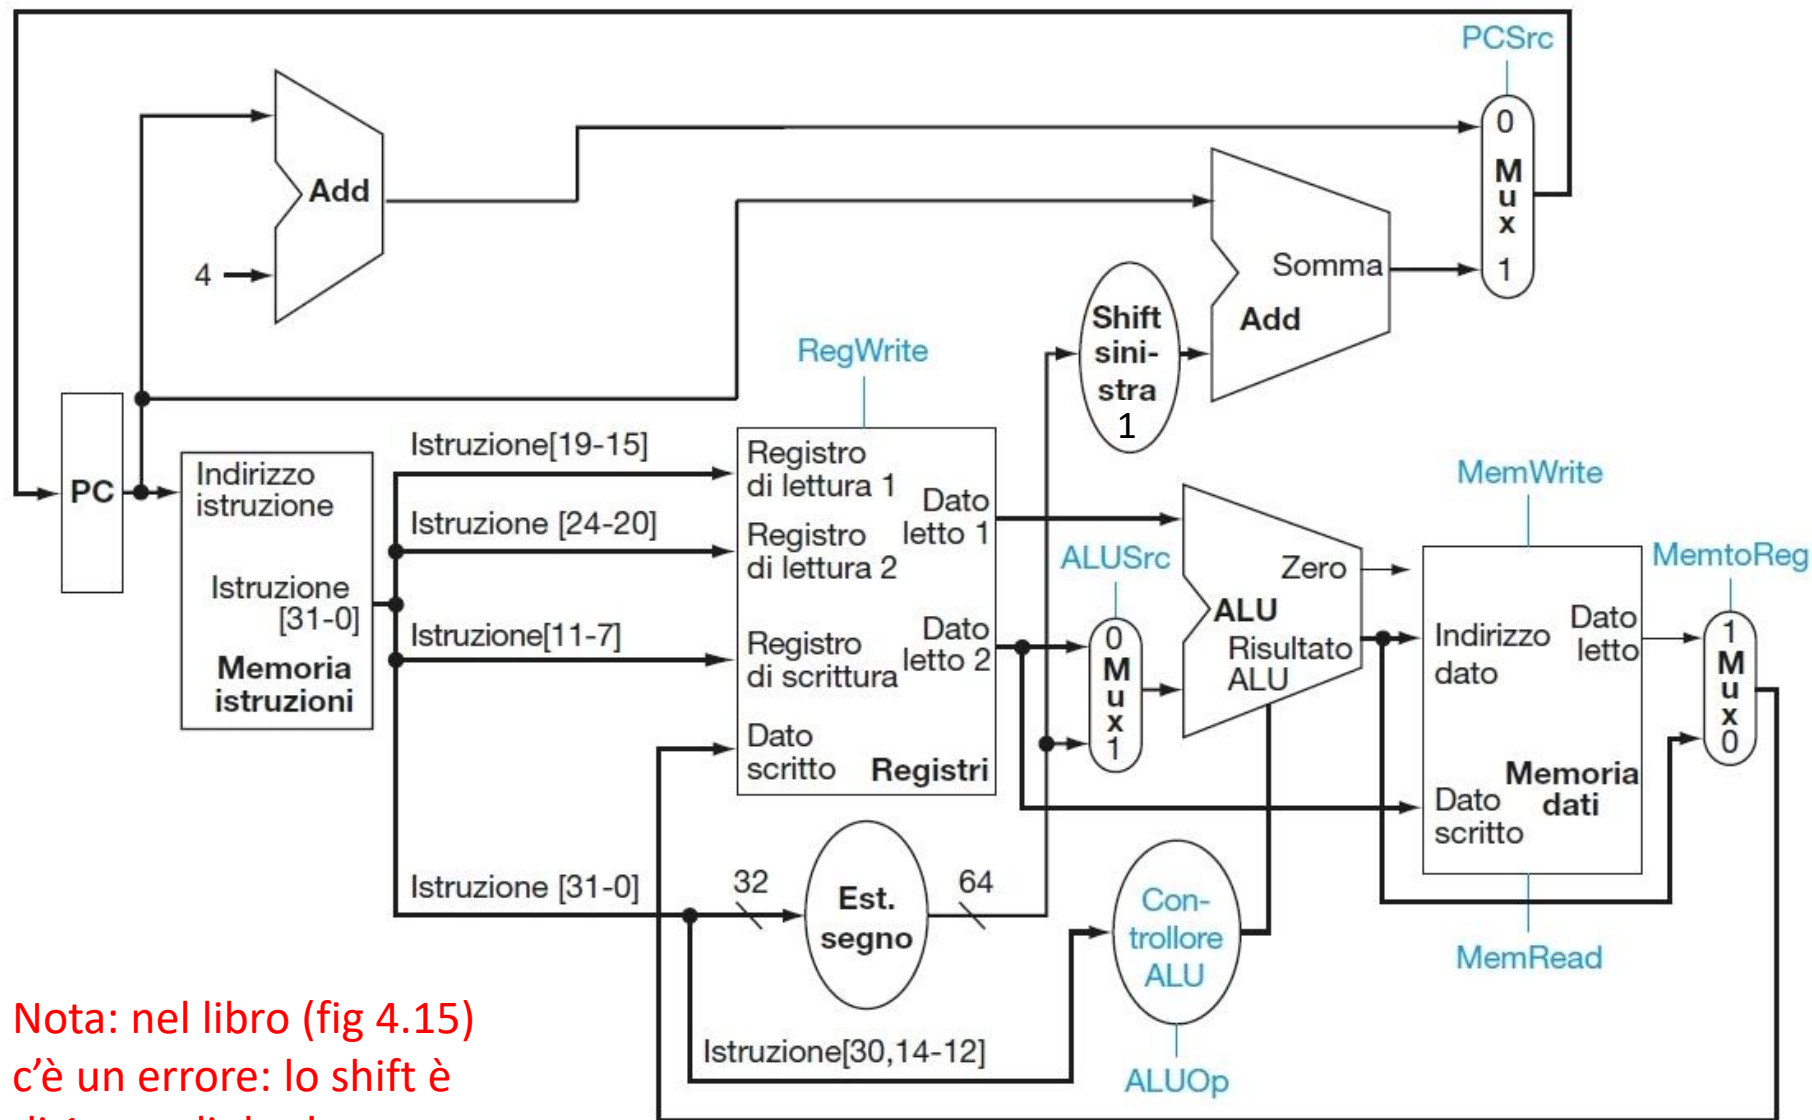 PCSrc
0
Mux
1
Add
4
Somma
Add
Shift
sini-
stra
1
RegWrite
PC
Indirizzo
istruzione
Istruzione
[31-0]
Memoria
istruzioni
Istruzione[19-15]
Istruzione [24-20]
Istruzione[11-7]
Registro
di lettura 1
Dato
letto 1
Registro
di lettura 2
Registro
di scrittura
Dato
letto 2
Dato
scritto
Registri
ALUSrc
0
Mux
1
Zero
ALU
Risultato
ALU
MemWrite
Indirizzo
dato
Dato
letto
Dato
scritto
Memoria
dati
MemRead
MemtoReg
1
Mux
0
Istruzione [31-0]
32
Est.
segno
64
Con-
trollore
ALU
ALUOp
Istruzione[30,14-12]
Nota: nel libro (fig 4.15)
c’è un errore: lo shift è